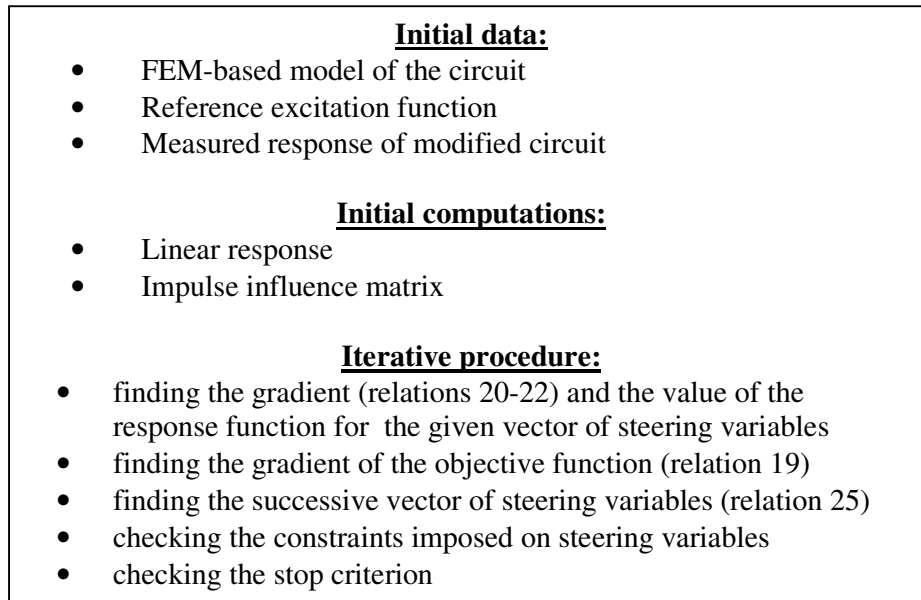 Initial data:
• FEM-based model of the circuit
• Reference excitation function
• Measured response of modified circuit
Initial computations:
• Linear response
• Impulse influence matrix
Iterative procedure:
• finding the gradient (relations 20-22) and the value of the
response function for the given vector of steering variables
• finding the gradient of the objective function (relation 19)
• finding the successive vector of steering variables (relation 25)
• checking the constraints imposed on steering variables
• checking the stop criterion